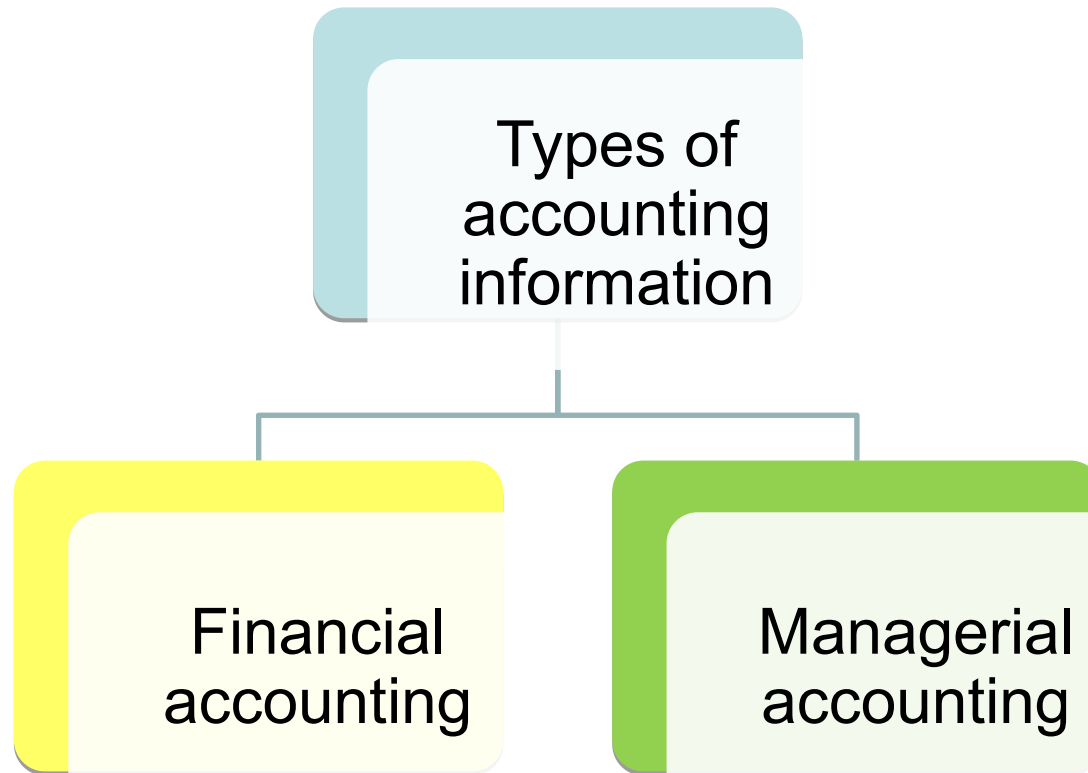 Types of
accounting
information
Financial
accounting
Managerial
accounting